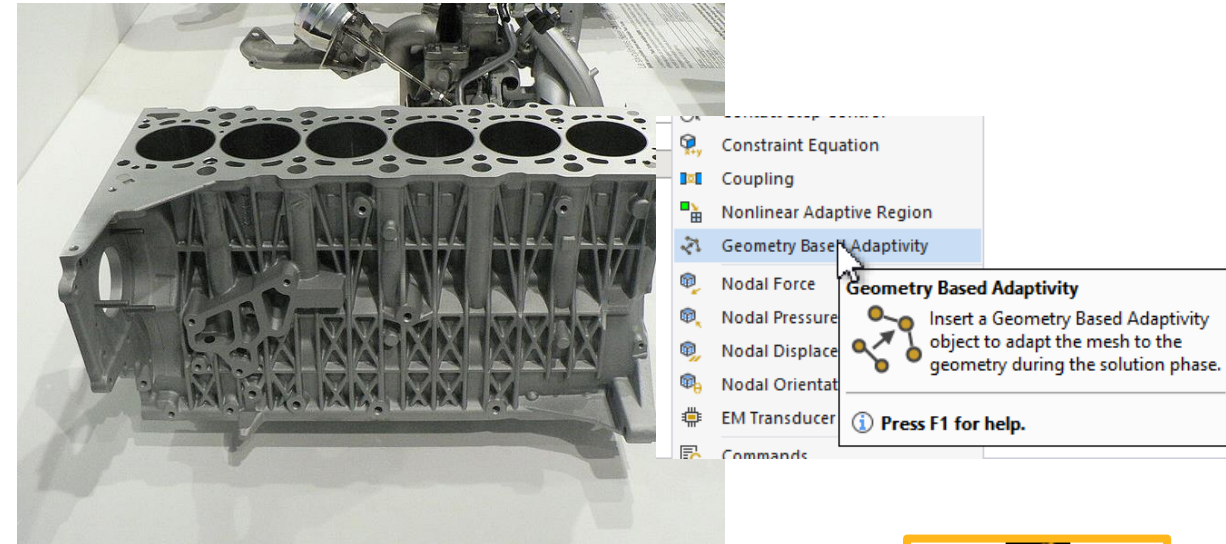 Constraint Equation
Coupling
Nonlinear Adaptive Region
Geometry Based Adaptivity
Nodal Force
Geometry Based Adaptivity
Nodal Pressure
Insert a Geometry Based Adaptivity
object to adapt the mesh to the
geometry during the solution phase.
Nodal Displace
Nodal Orientat
EM Transducer
Press F1 for help.
Commands